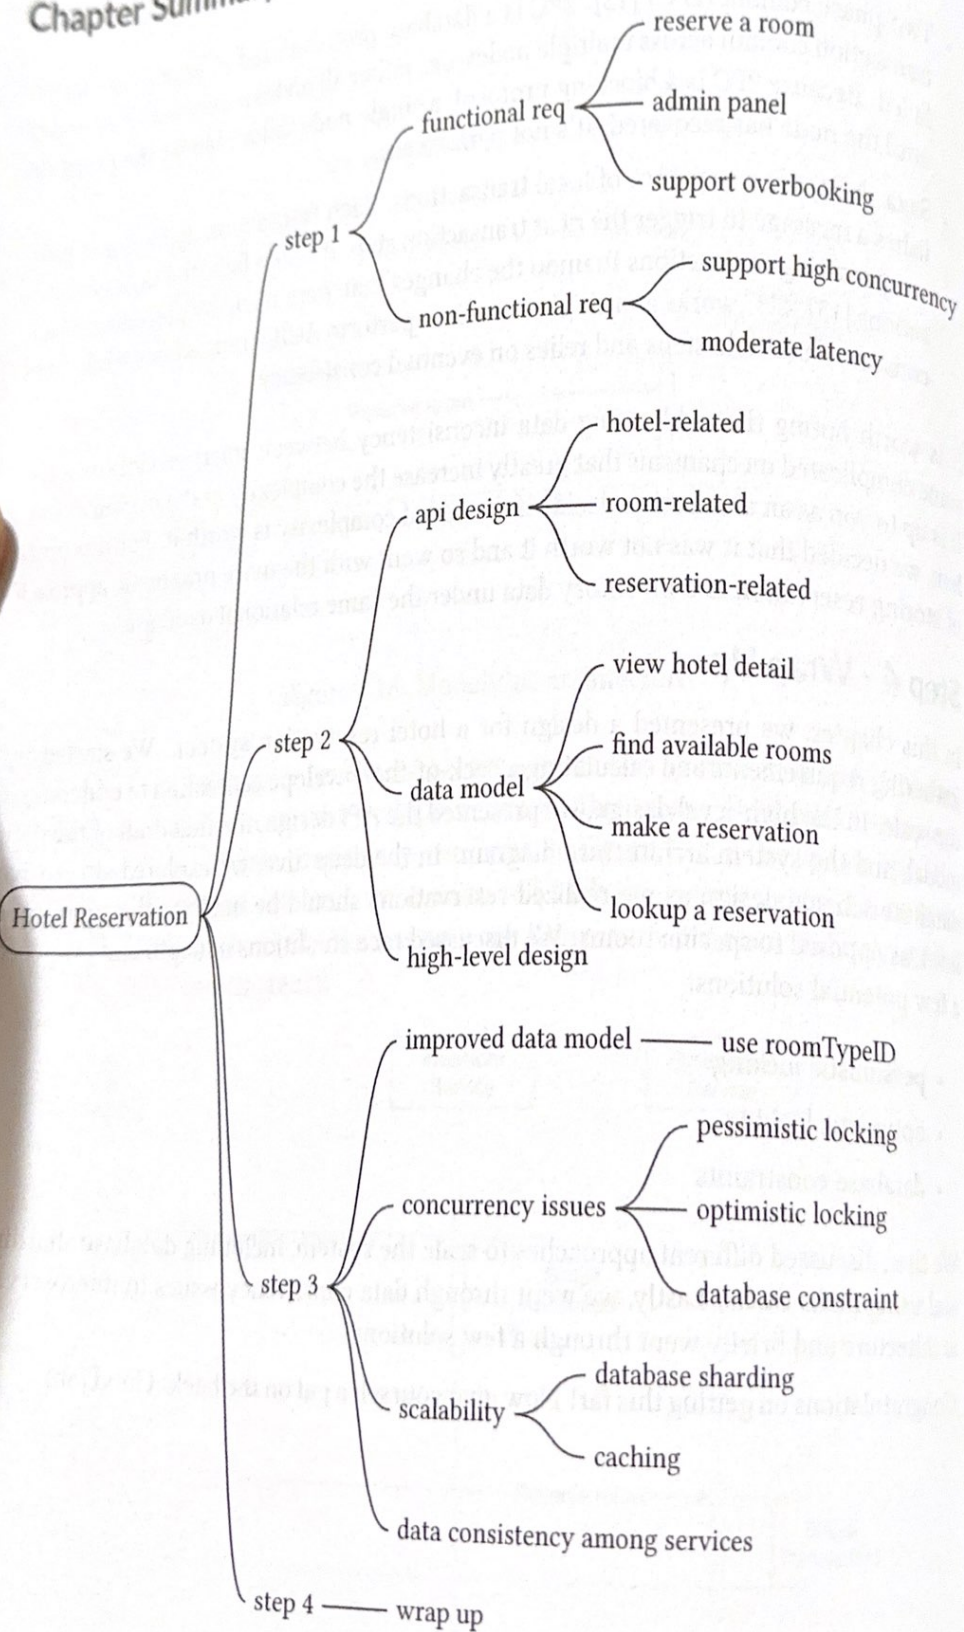 Chapter
reserve a room
functional req
admin panel
support overbooking
step 1
support high concurrency
non-functional req
moderate latency
hotel-related
api design
room-related
reservation-related
view hotel detail
step 2
find available rooms
data model
make a reservation
lookup a reservation
Hotel Reservation
high-level design
improved data model
use roomTypeID
pessimistic locking
concurrency issues
optimistic locking
step 3
database constraint
database sharding
scalability
caching
data consistency among services
step 4
wrap up